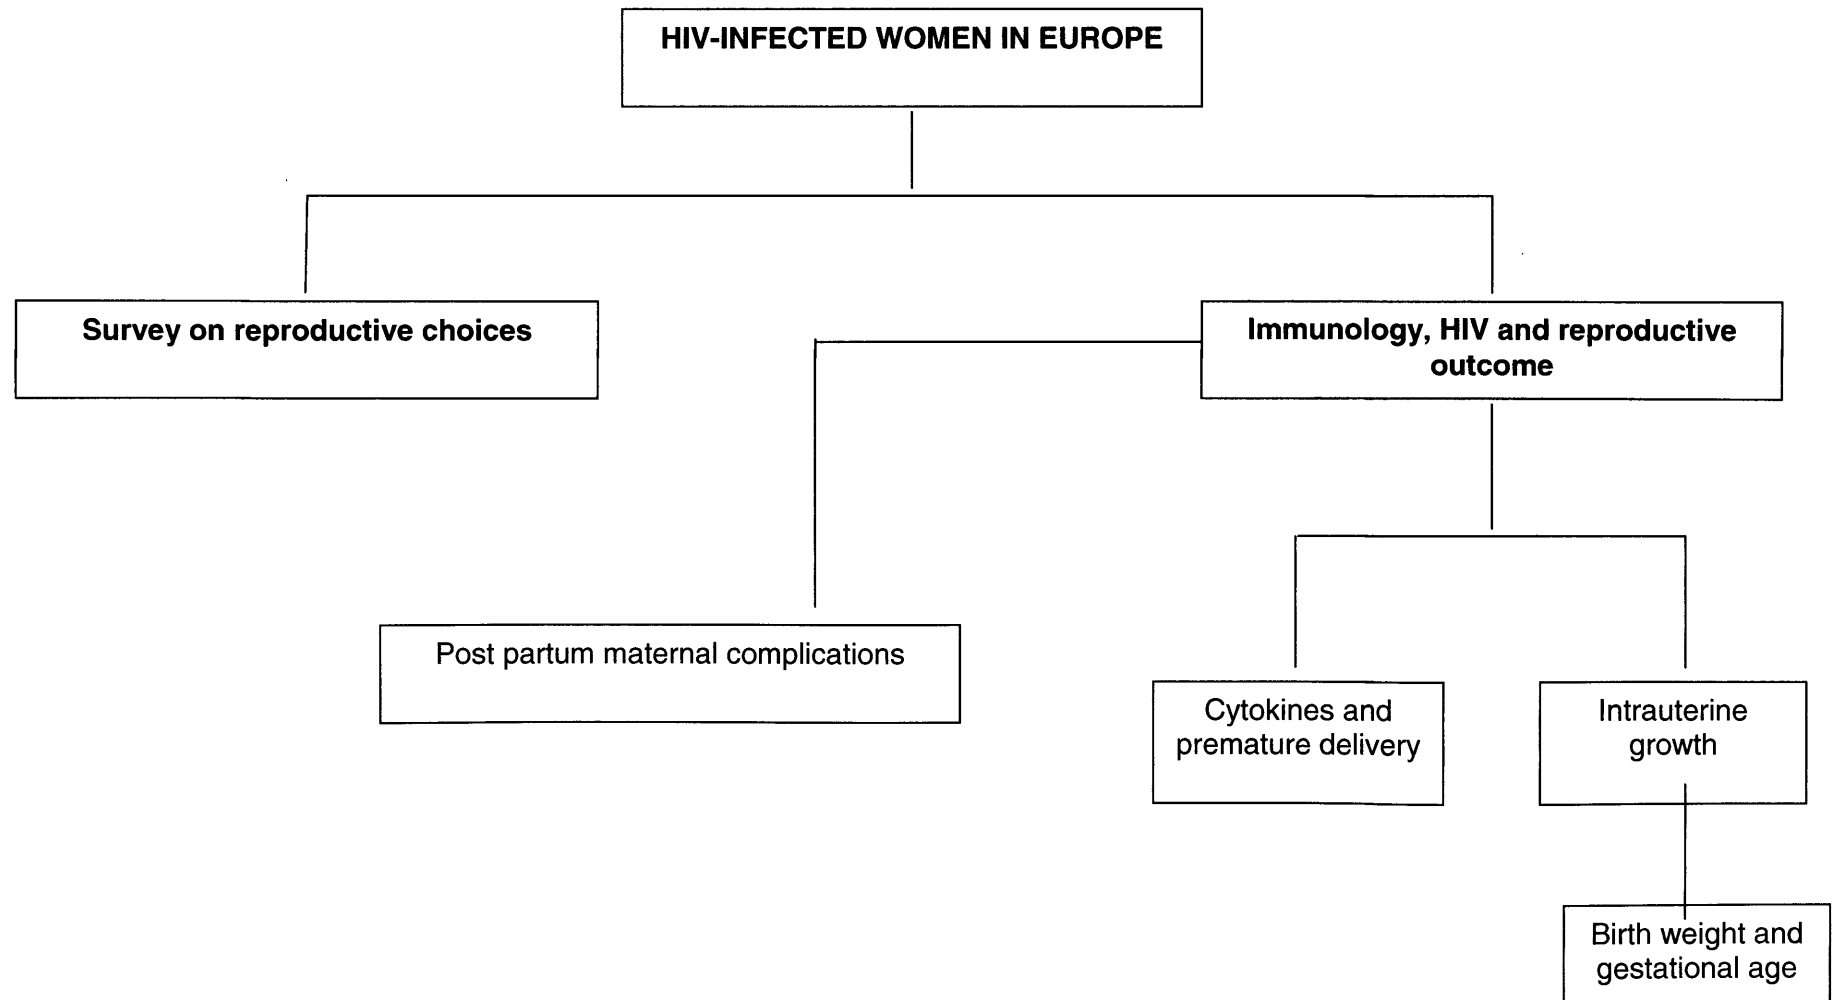 HIV-INFECTED WOMEN IN EUROPE
Survey on reproductive choices
Immunology, HIV and reproductive
outcome
Post partum maternal complications
Cytokines and
premature delivery
Intrauterine
growth
Birth weight and
gestational age